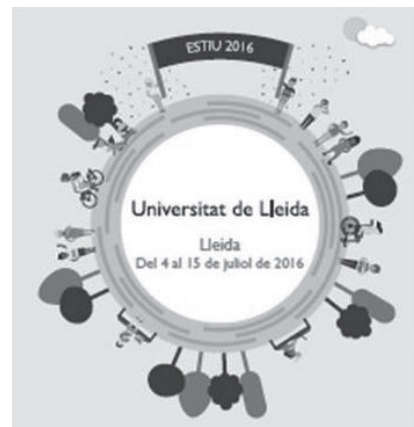 ESTIU 2016
Universitat de Lleida
Lleida
Del 4 al 15 de juliol de 2016